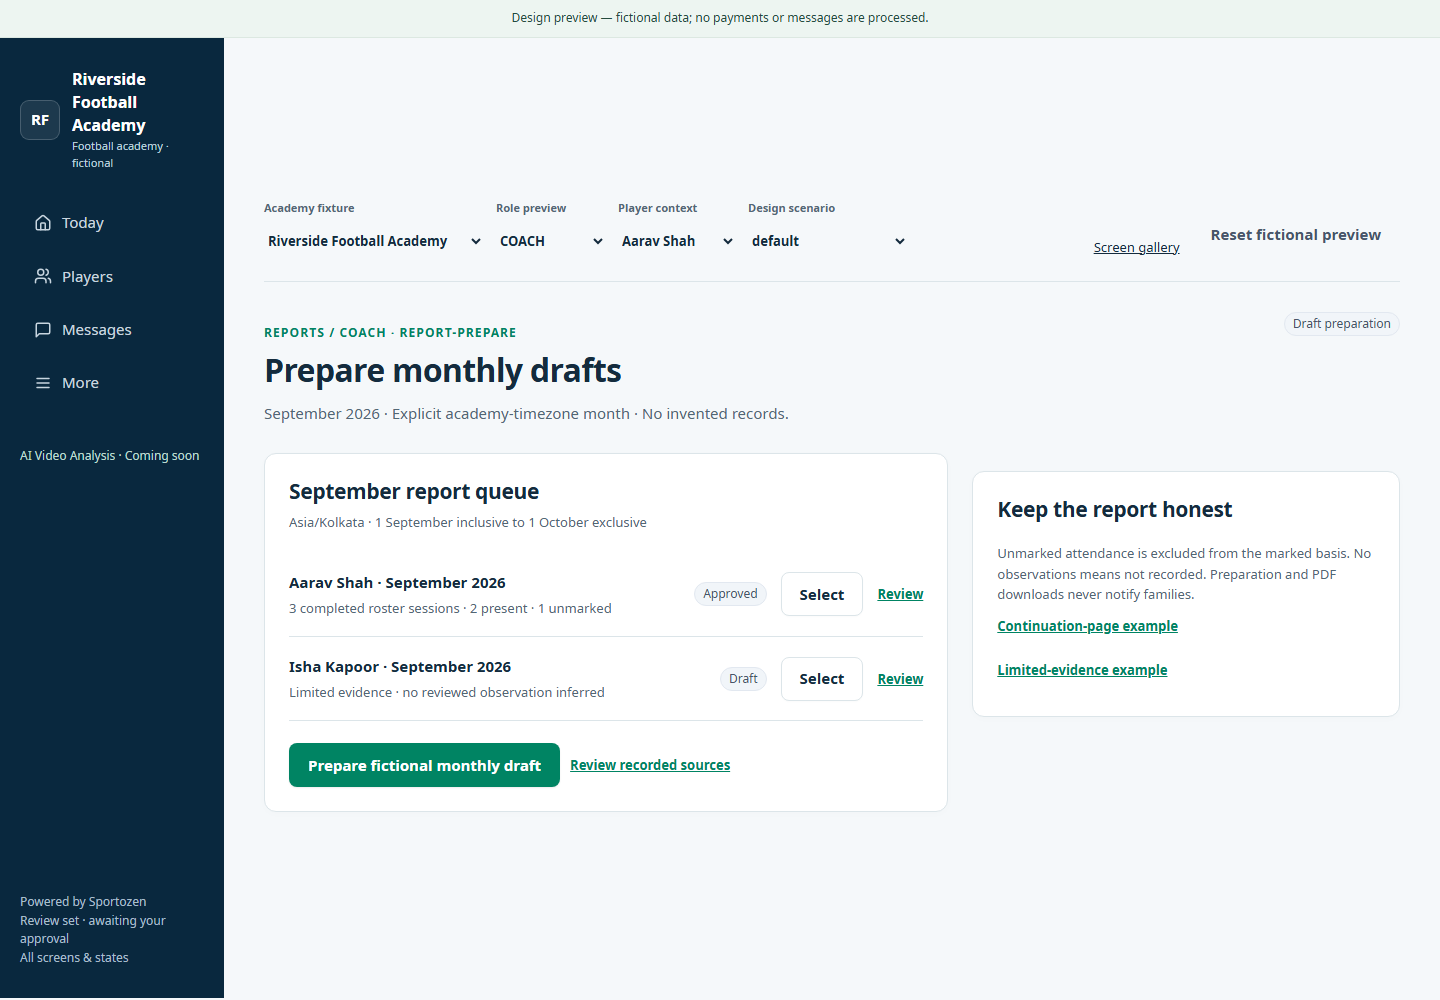 Design preview — fictional data; no payments or messages are processed.
RF
Riverside
Football
Academy
Football academy ·
fictional
Today
Players
Messages
More
AI Video Analysis · Coming soon
Powered by Sportozen
Review set · awaiting your
approval
All screens & states
Academy fixture
Riverside Football Academy
Role preview
COACH
Player context
Aarav Shah
Design scenario
default
Screen gallery
Reset fictional preview
REPORTS / COACH · REPORT-PREPARE
Draft preparation
Prepare monthly drafts
September 2026 · Explicit academy-timezone month · No invented records.
September report queue
Asia/Kolkata · 1 September inclusive to 1 October exclusive
Aarav Shah · September 2026
3 completed roster sessions · 2 present · 1 unmarked
Approved
Select
Review
Isha Kapoor · September 2026
Limited evidence · no reviewed observation inferred
Draft
Select
Review
Prepare fictional monthly draft
Review recorded sources
Keep the report honest
Unmarked attendance is excluded from the marked basis. No
observations means not recorded. Preparation and PDF
downloads never notify families.
Continuation-page example
Limited-evidence example